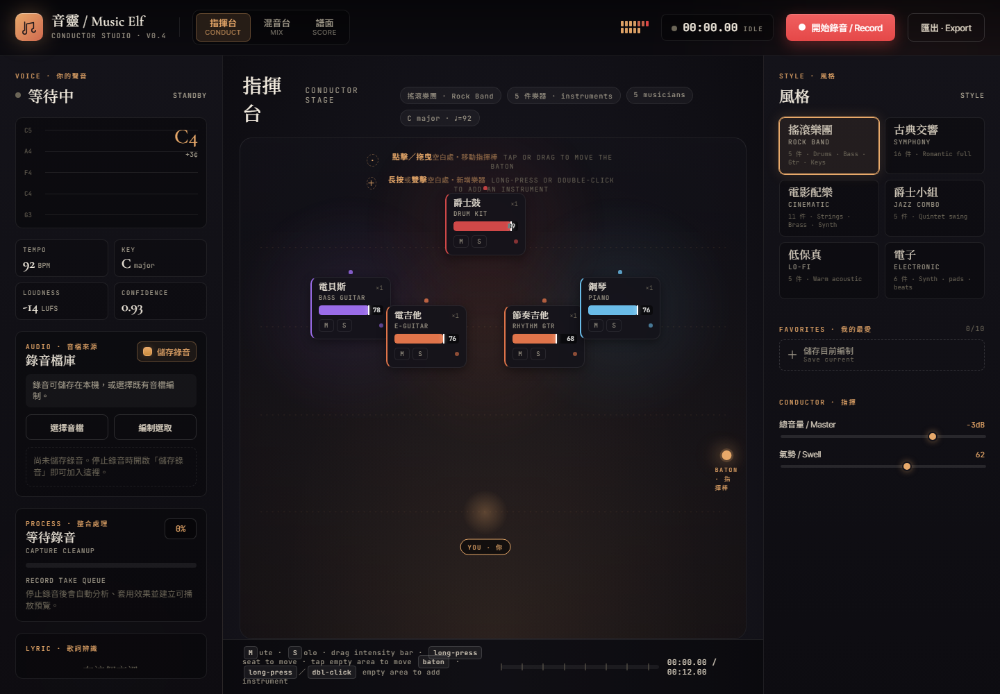 音靈 / Music Elf
CONDUCTOR STUDIO · V0.4
指揮台
CONDUCT
混音台
MIX
譜面
SCORE
00:00.00 IDLE
開始錄音 / Record
匯出 · Export
VOICE · 你的聲音
等待中
STANDBY
C5
A4
F4
C4
G3
C4
+3¢
TEMPO
92 BPM
KEY
C major
LOUDNESS
-14 LUFS
CONFIDENCE
0.93
AUDIO · 音檔來源
錄音檔庫
儲存錄音
錄音可儲存在本機，或選擇既有音檔編
制。
選擇音檔
編制選取
尚未儲存錄音。停止錄音時開啟「儲存錄
音」即可加入這裡。
PROCESS · 整合處理
等待錄音
CAPTURE CLEANUP
0%
RECORD TAKE QUEUE
停止錄音後會自動分析、套用效果並建立可播
放預覽。
LYRIC · 歌詞辨識
指揮
台
CONDUCTOR
STAGE
搖滾樂團 · Rock Band
5 件樂器 · instruments
5 musicians
C major · ♩=92
點擊／拖曳空白處・移動指揮棒 TAP OR DRAG TO MOVE THE
BATON
長按或雙擊空白處・新增樂器 LONG-PRESS OR DOUBLE-CLICK
TO ADD AN INSTRUMENT
爵士鼓 ×1
DRUM KIT
M S
電貝斯 ×1
BASS GUITAR
78
M S
電吉他 ×1
E-GUITAR
76
M S
節奏吉他 ×1
RHYTHM GTR
68
M S
鋼琴 ×1
PIANO
76
M S
BATON
· 指
揮棒
YOU · 你
M ute · S olo · drag intensity bar · long-press
seat to move · tap empty area to move baton ·
long-press / dbl-click empty area to add
instrument
00:00.00 /
00:12.00
STYLE · 風格
風格
STYLE
搖滾樂團
ROCK BAND
5 件 · Drums · Bass ·
Gtr · Keys
古典交響
SYMPHONY
16 件 · Romantic full
電影配樂
CINEMATIC
11 件 · Strings ·
Brass · Synth
爵士小組
JAZZ COMBO
5 件 · Quintet swing
低保真
LO-FI
5 件 · Warm acoustic
電子
ELECTRONIC
6 件 · Synth · pads ·
beats
FAVORITES · 我的最愛
0/10
儲存目前編制
Save current
CONDUCTOR · 指揮
總音量 / Master
-3dB
氣勢 / Swell
62